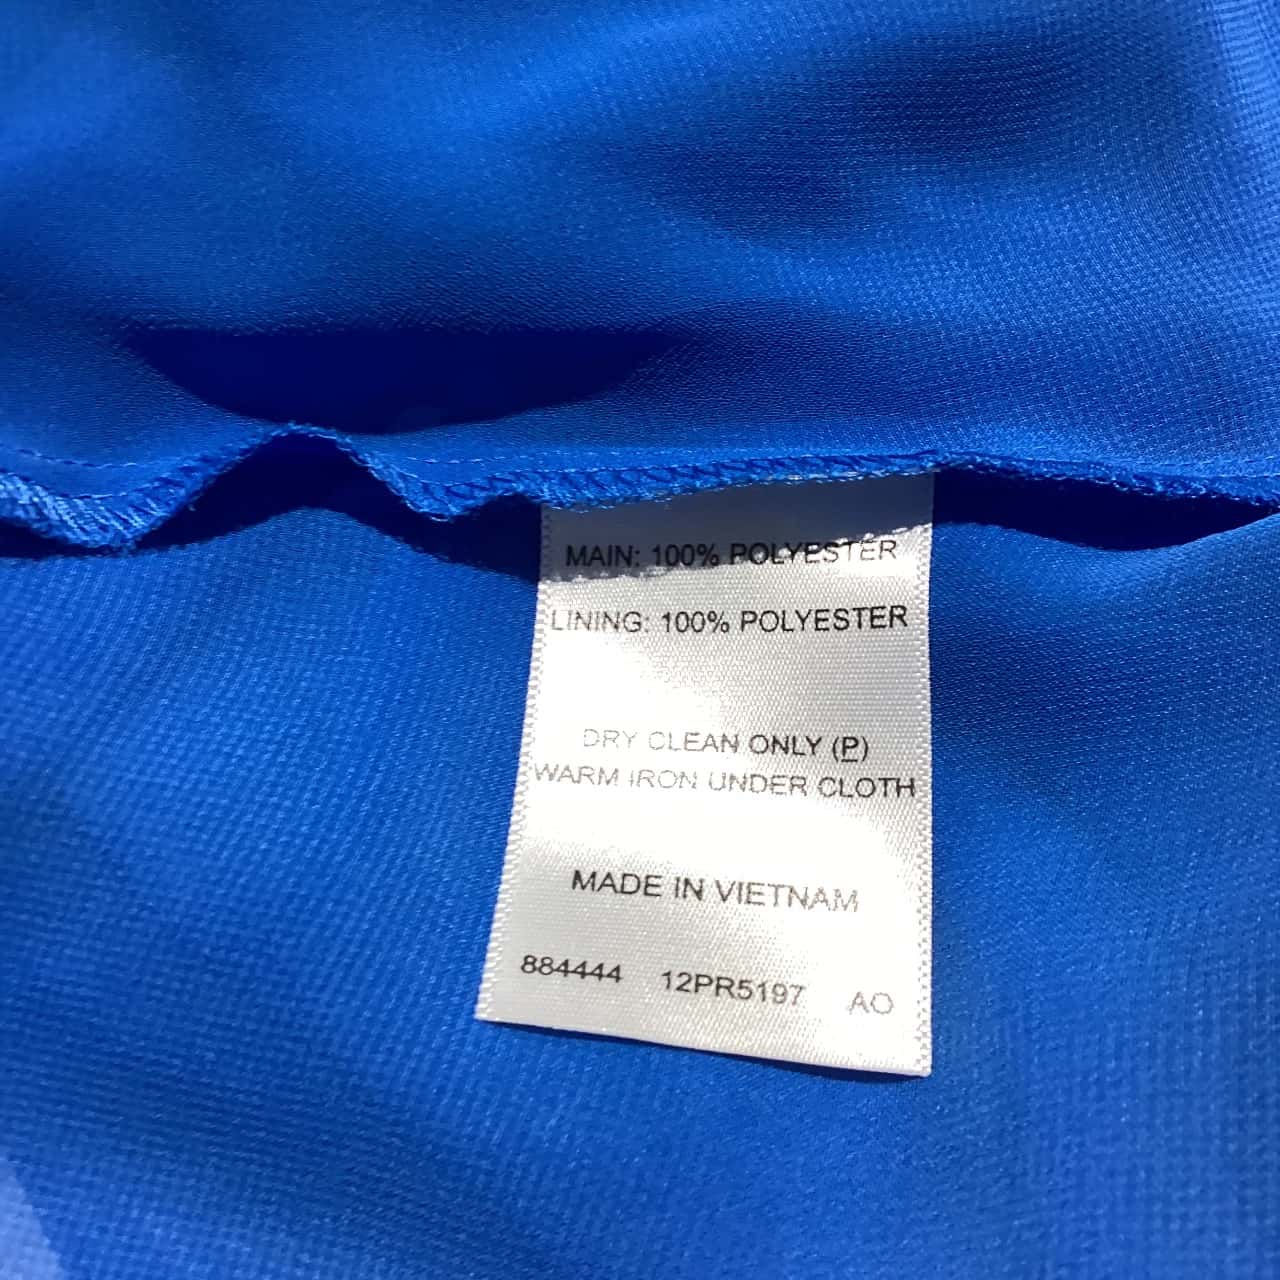 MAIN: 100% POLYESTER
LINING: 100% POLYESTER
DRY CLEAN ONLY (P)
WARM IRON UNDER CLOTH
MADE IN VIETNAM
884444 12PR5197 AO